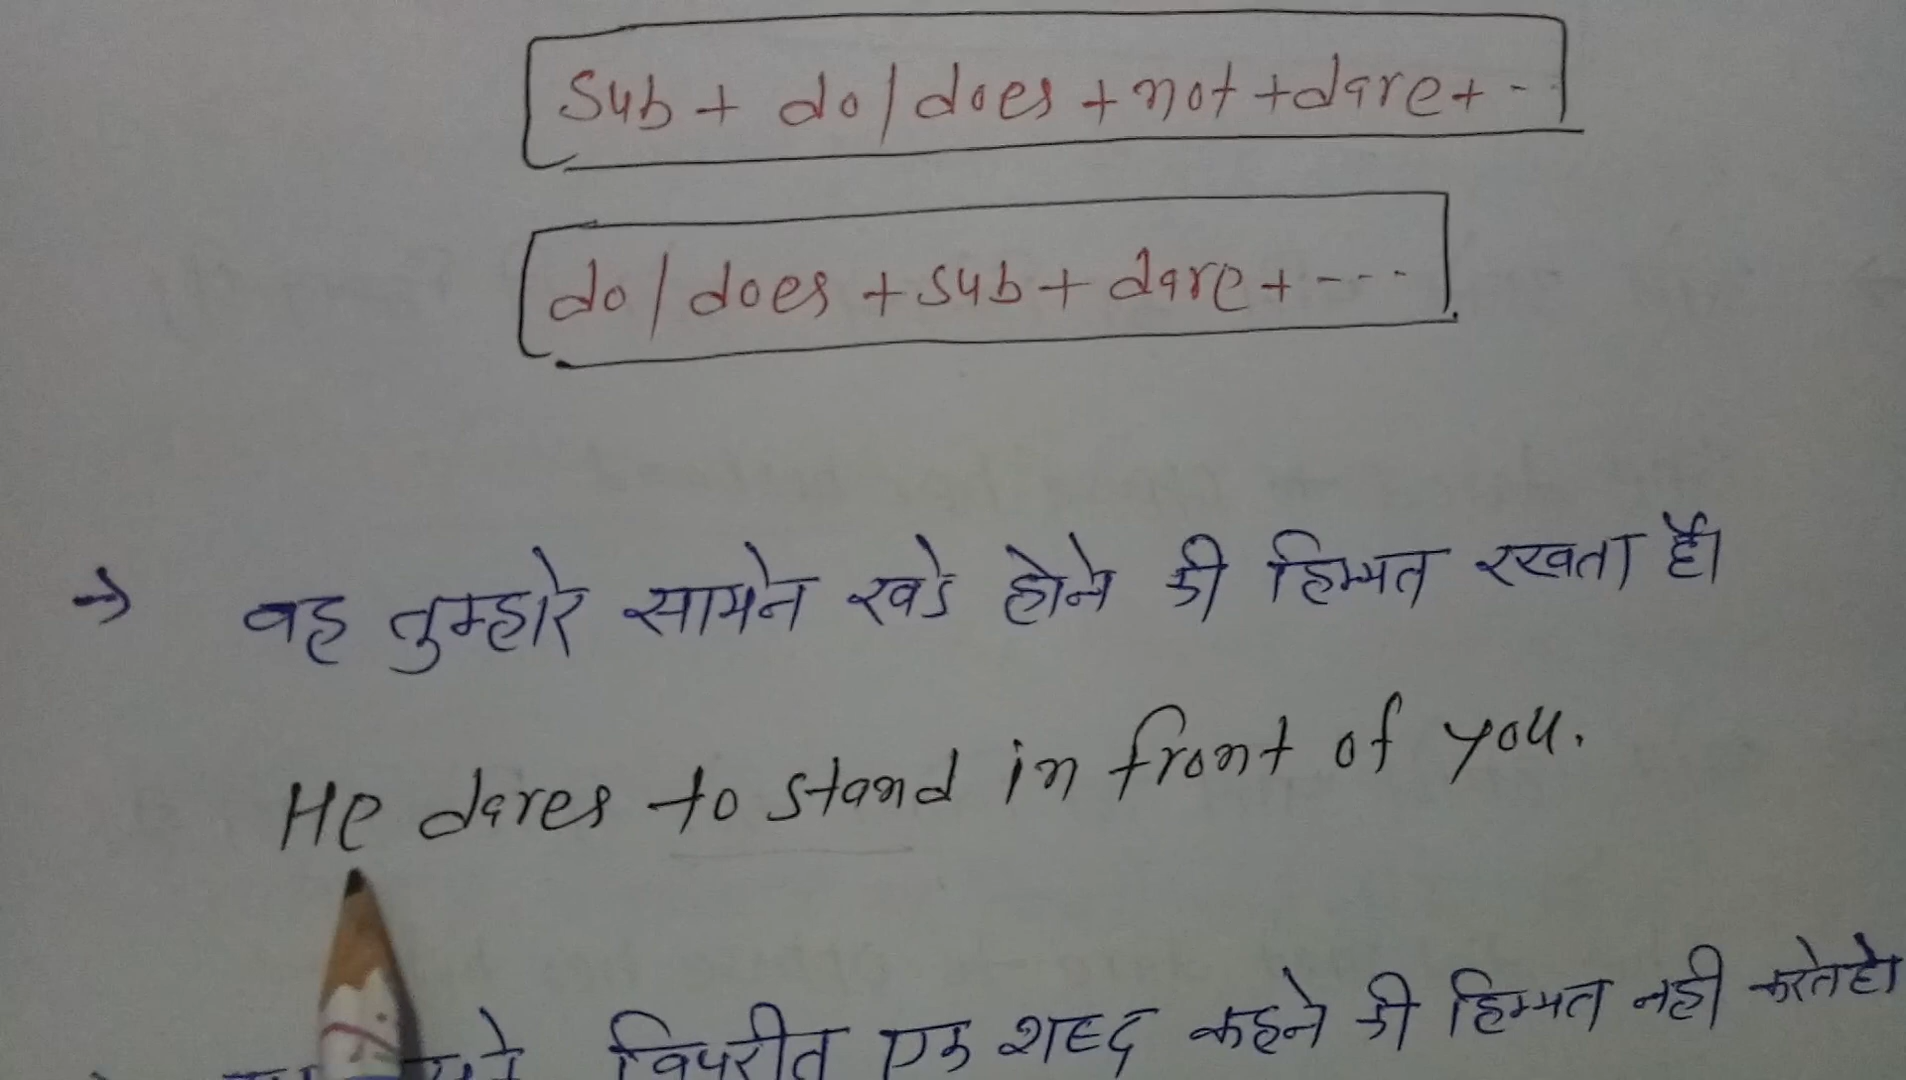 Sub + do/does + not + dare + - -
do/does + sub + dare + - - - -
→ वह तुम्हारे सामने खडे होने की हिम्मत रखता है।
He dares to stand in front of you.
विपरीत एक शब्द कहने की हिम्मत नही करते हो